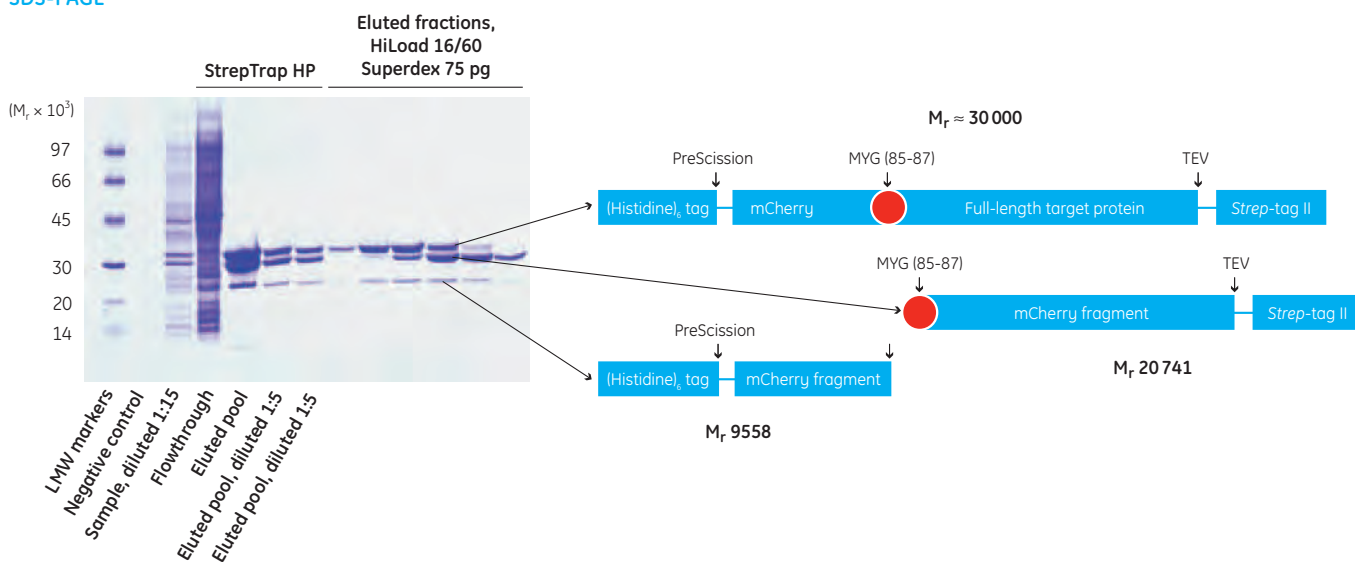 SDS-PAGE
Eluted fractions,
HiLoad 16/60
Superdex 75 pg
StrepTrap HP
(Mr × 10³)
97
66
45
30
20
14
LMW markers
Negative control
Sample, diluted 1:15
Flowthrough
Eluted pool
Eluted pool, diluted 1:5
Eluted pool, diluted 1:5
Mr ≈ 30 000
PreScission
MYG (85-87)
TEV
(Histidine)₆ tag
mCherry
Full-length target protein
Strep-tag II
MYG (85-87)
TEV
mCherry fragment
Strep-tag II
Mr 20 741
PreScission
(Histidine)₆ tag
mCherry fragment
Mr 9558